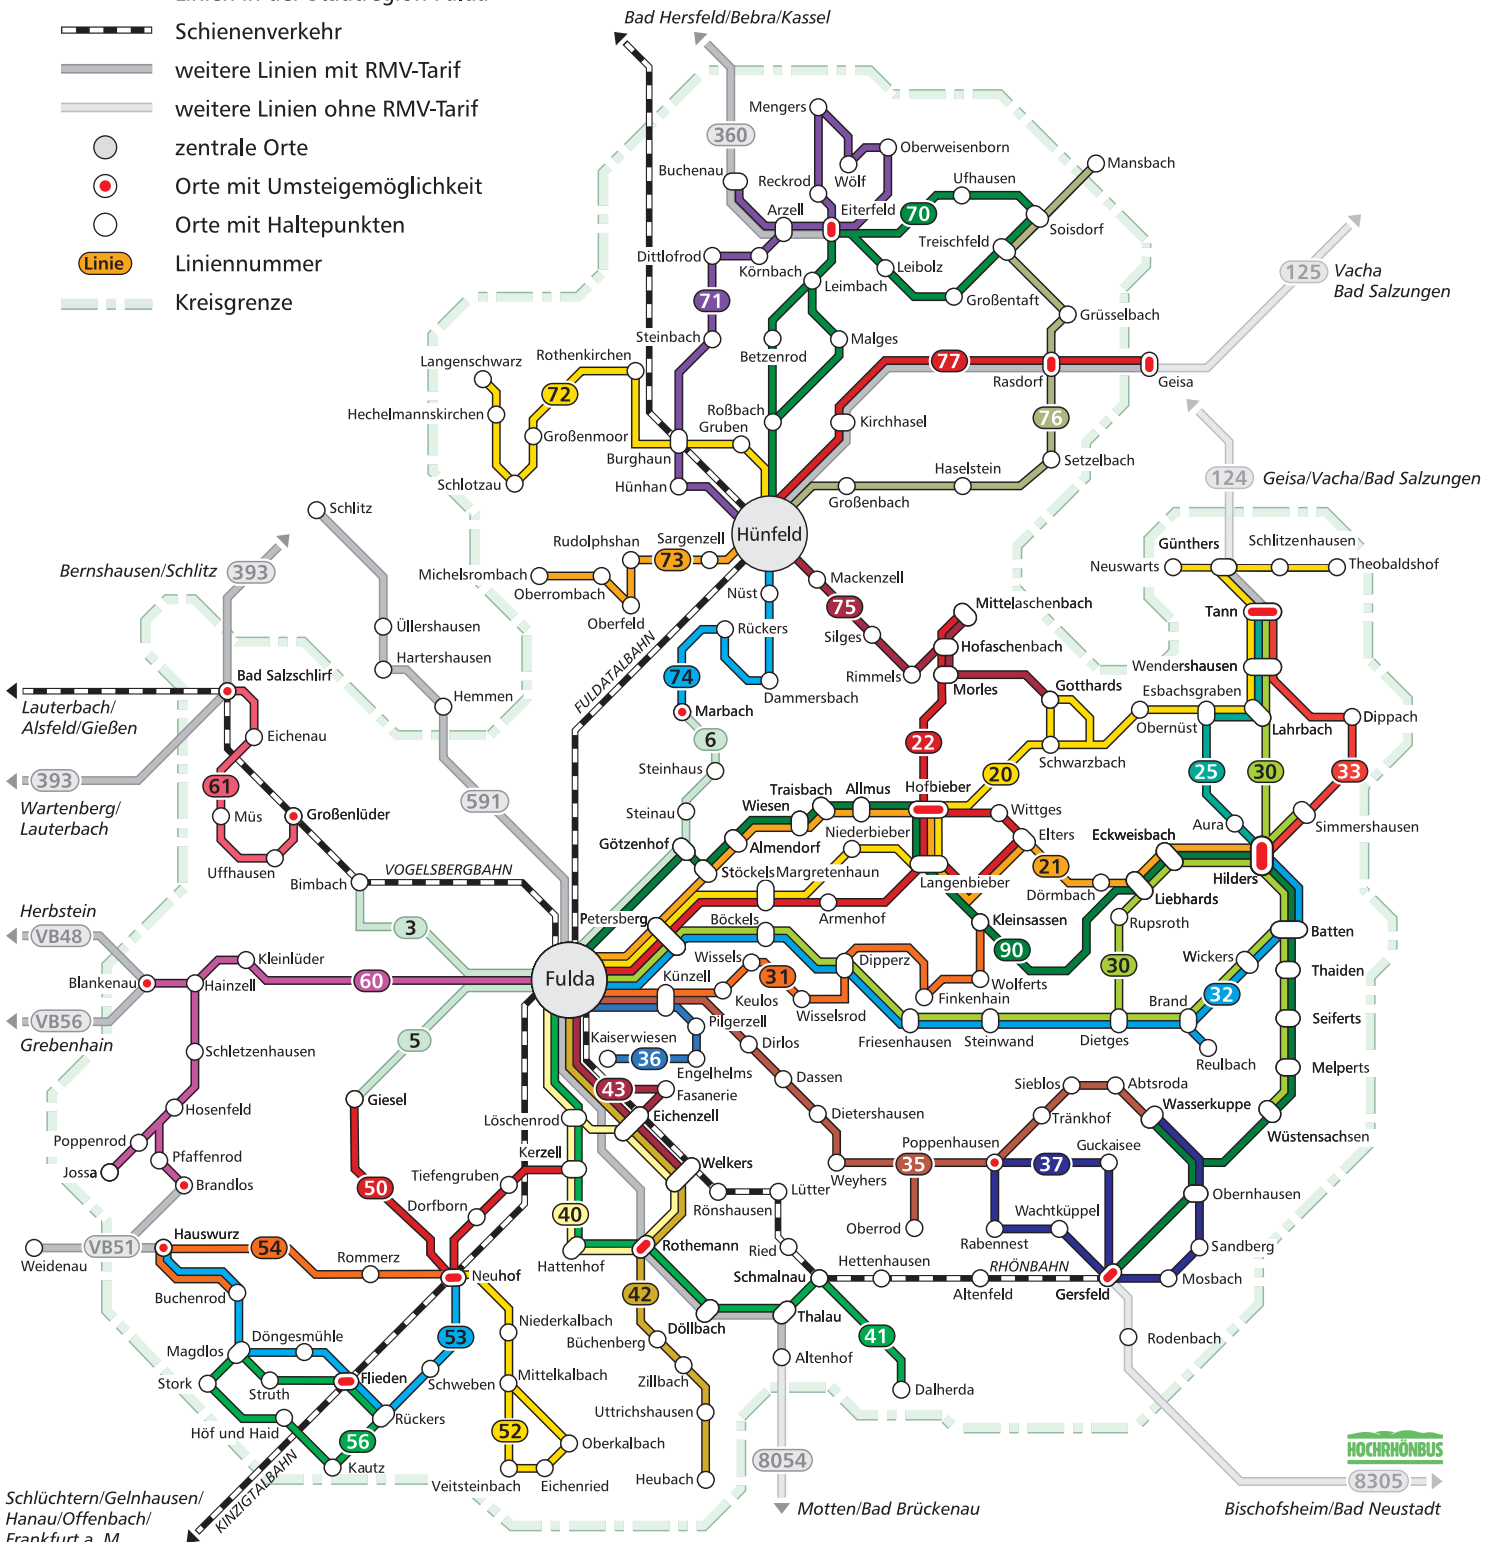 Linien in der Stadtregion Fulda
Schienenverkehr
weitere Linien mit RMV-Tarif
weitere Linien ohne RMV-Tarif
zentrale Orte
Orte mit Umsteigemöglichkeit
Orte mit Haltepunkten
Linie
Liniennummer
Kreisgrenze
Bad Hersfeld/Bebra/Kassel
360
Mengers
Oberweisenborn
Wölf
Buchenau
Reckrod
Ufhausen
Mansbach
Arzell
Eiterfeld
70
Soisdorf
Treischfeld
Dittlofrod
Körnbach
Leibolz
Leimbach
Großentaft
71
125
Vacha
Bad Salzungen
Grüsselbach
Steinbach
Betzenrod
Malges
Langenschwarz
Rothenkirchen
77
Rasdorf
Geisa
72
Hechelmannskirchen
Großenmoor
Roßbach
Gruben
Kirchhasel
76
Burghaun
Schlotzau
Hünhan
Haselstein
Setzelbach
Großenbach
124
Geisa/Vacha/Bad Salzungen
Schlitz
Hünfeld
Rudolphshan
Sargenzell
73
Michelsrombach
Oberrombach
Oberfeld
Günthers
Schlitzenhausen
Neuswarts
Theobaldshof
Bernshausen/Schlitz
393
Mackenzell
Nüst
75
Silges
Mittelaschenbach
Tann
Üllershausen
Rückers
Hofaschenbach
Hartershausen
FULDATALBAHN
74
Rimmels
Morles
Wendershausen
Bad Salzschlirf
Hemmen
Dammersbach
Gotthards
Esbachsgraben
Lauterbach/
Alsfeld/Gießen
Marbach
Obernüst
Lahrbach
Dippach
Eichenau
6
22
Schwarzbach
Steinhaus
20
25
30
33
393
61
591
Wartenberg/
Lauterbach
Müs
Großenlüder
Steinau
Traisbach
Allmus
Hofbieber
Wittges
Wiesen
Niederbieber
Elters
Aura
Simmershausen
Götzenhof
Almendorf
Eckweisbach
Uffhausen
VOGELSBERGBAHN
Bimbach
Stöckels
Margretenhaun
Langenbieber
21
Dörmbach
Hilders
Liebhards
Herbstein
VB48
3
Petersberg
Böckels
Armenhof
Kleinsassen
Rupsroth
90
Batten
Kleinlüder
Blankenau
Hainzell
60
Fulda
Wissels
Künzell
31
Dipperz
30
Wickers
Thaiden
Keulos
Wolferts
Wisselsrod
Finkenhain
32
Brand
VB56
Grebenhain
Kaiserwiesen
Pilgerzell
Friesenhausen
Steinwand
Dietges
Seiferts
5
Dirlos
Reulbach
Schletzenhausen
36
Engelhelms
Melperts
43
Fasanerie
Dassen
Sieblos
Abtsroda
Giesel
Tränkhof
Wasserkuppe
Hosenfeld
Löschenrod
Eichenzell
Dietershausen
Wüstensachsen
Poppenrod
Kerzell
Poppenhausen
Guckaisee
Jossa
Pfaffenrod
Tiefengruben
Welkers
35
37
Weyhers
Brandlos
50
Dorfborn
Lütter
Rönshausen
Obernhausen
40
Oberrod
Wachtküppel
Rabennest
Hauswurz
VB51
54
Weidenau
Rommerz
Neuhof
Hattenhof
Rothemann
Ried
Hettenhausen
Sandberg
Schmalnau
RHÖNBAHN
Buchenrod
Altenfeld
Gersfeld
Mosbach
42
Niederkalbach
Büchenberg
Döllbach
Thalau
53
41
Rodenbach
Döngesmühle
Magdlos
Altenhof
Flieden
Mittelkalbach
Schweben
Zillbach
Stork
Struth
Dalherda
Rückers
Uttrichshausen
Höf und Haid
56
52
Oberkalbach
Kautz
Veitsteinbach
Eichenried
Heubach
8054
HOCHRHÖNBUS
8305
KINZIGTALBAHN
Motten/Bad Brückenau
Bischofsheim/Bad Neustadt
Schlüchtern/Gelnhausen/
Hanau/Offenbach/
Frankfurt a. M.